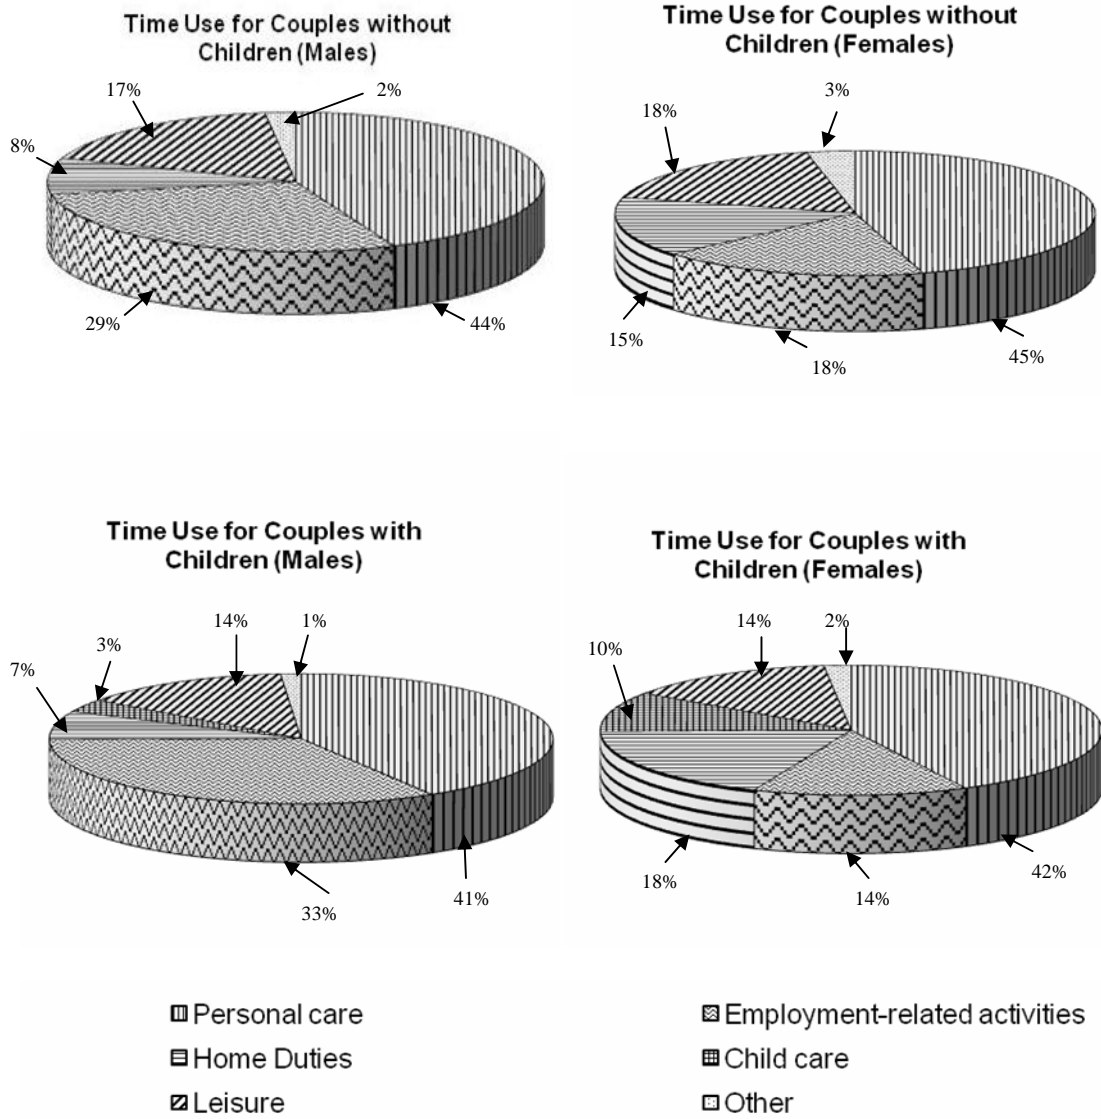 Time Use for Couples without
Children (Males)
17%
2%
8%
29%
44%
Time Use for Couples without
Children (Females)
3%
18%
15%
18%
45%
Time Use for Couples with
Children (Males)
14%
1%
3%
7%
33%
41%
Time Use for Couples with
Children (Females)
14%
2%
10%
18%
14%
42%
Personal care
Employment-related activities
Home Duties
Child care
Leisure
Other